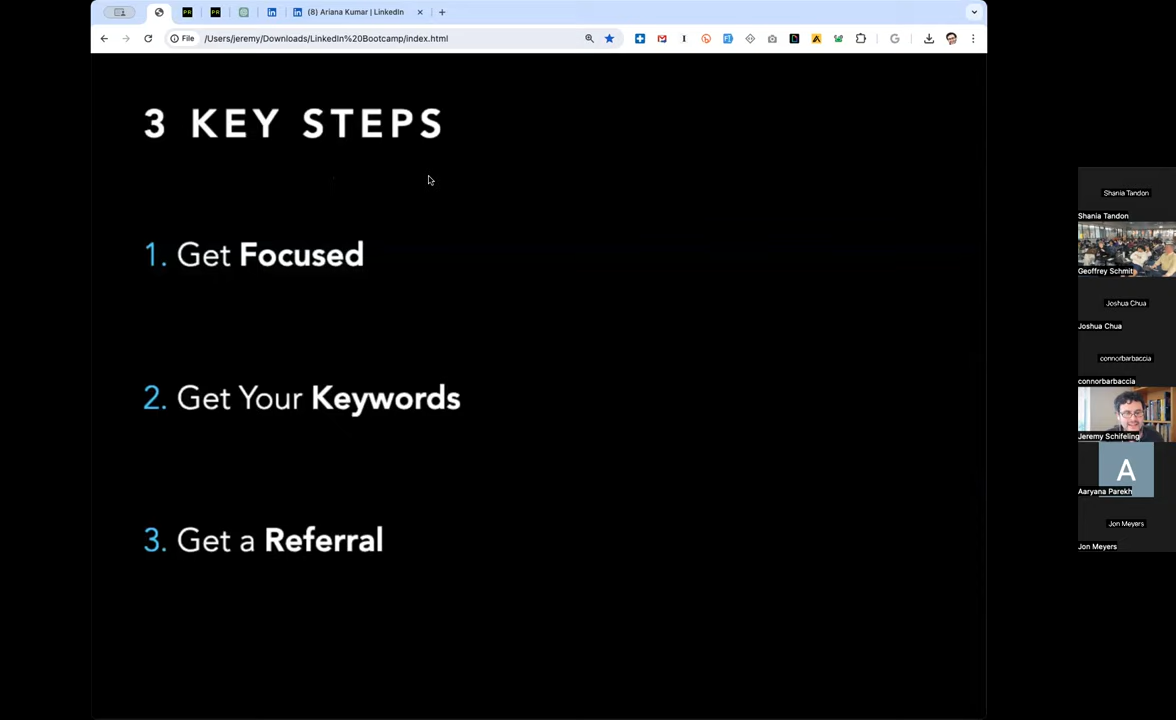 (8) Ariana Kumar | LinkedIn
File
/Users/jeremy/Downloads/LinkedIn%20Bootcamp/index.html
3 KEY STEPS
1. Get Focused
2. Get Your Keywords
3. Get a Referral
Shania Tandon
Shania Tandon
Geoffrey Schmit
Joshua Chua
Joshua Chua
connorbarbaccia
connorbarbaccia
Jeremy Schifeling
A
Aaryana Parekh
Jon Meyers
Jon Meyers